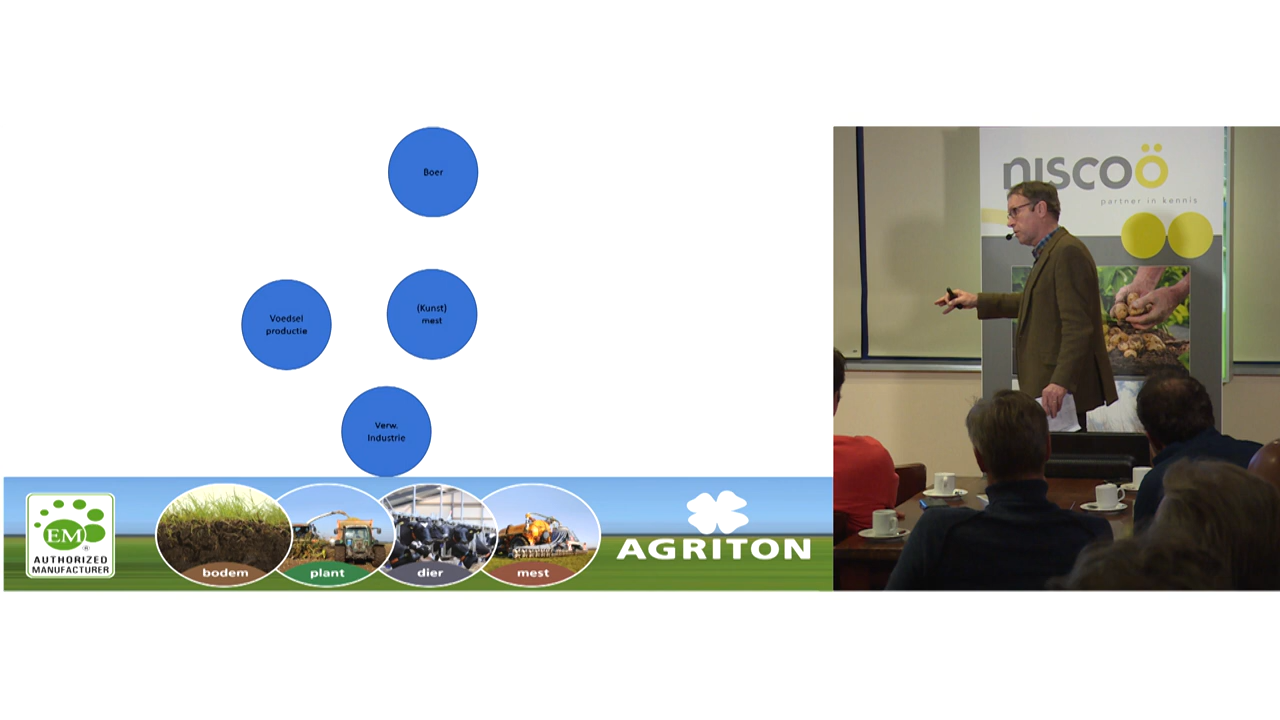 Boer
Voedsel
productie
(Kunst)
mest
Verw.
Industrie
EM
®
AUTHORIZED
MANUFACTURER
bodem
plant
dier
mest
AGRITON
niscoö
partner in kennis